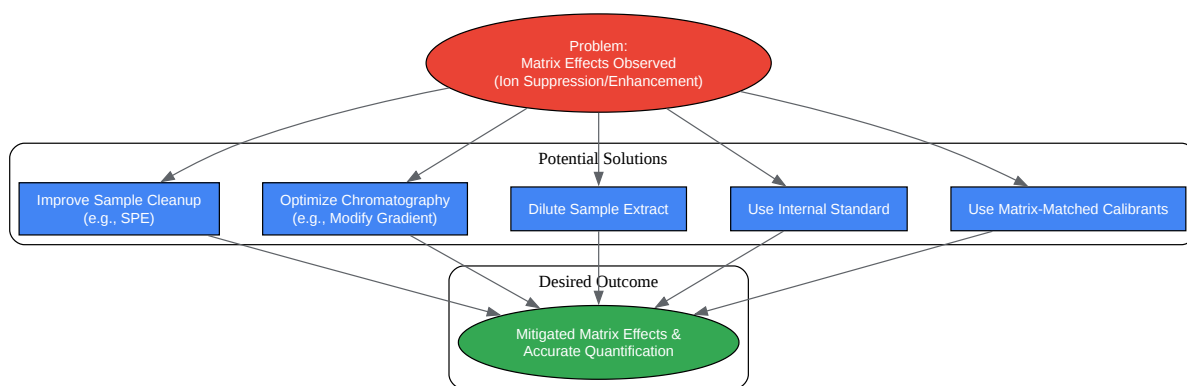 Problem:
Matrix Effects Observed
(Ion Suppression/Enhancement)
Potential Solutions
Improve Sample Cleanup
(e.g., SPE)
Optimize Chromatography
(e.g., Modify Gradient)
Dilute Sample Extract
Use Internal Standard
Use Matrix-Matched Calibrants
Desired Outcome
Mitigated Matrix Effects &
Accurate Quantification